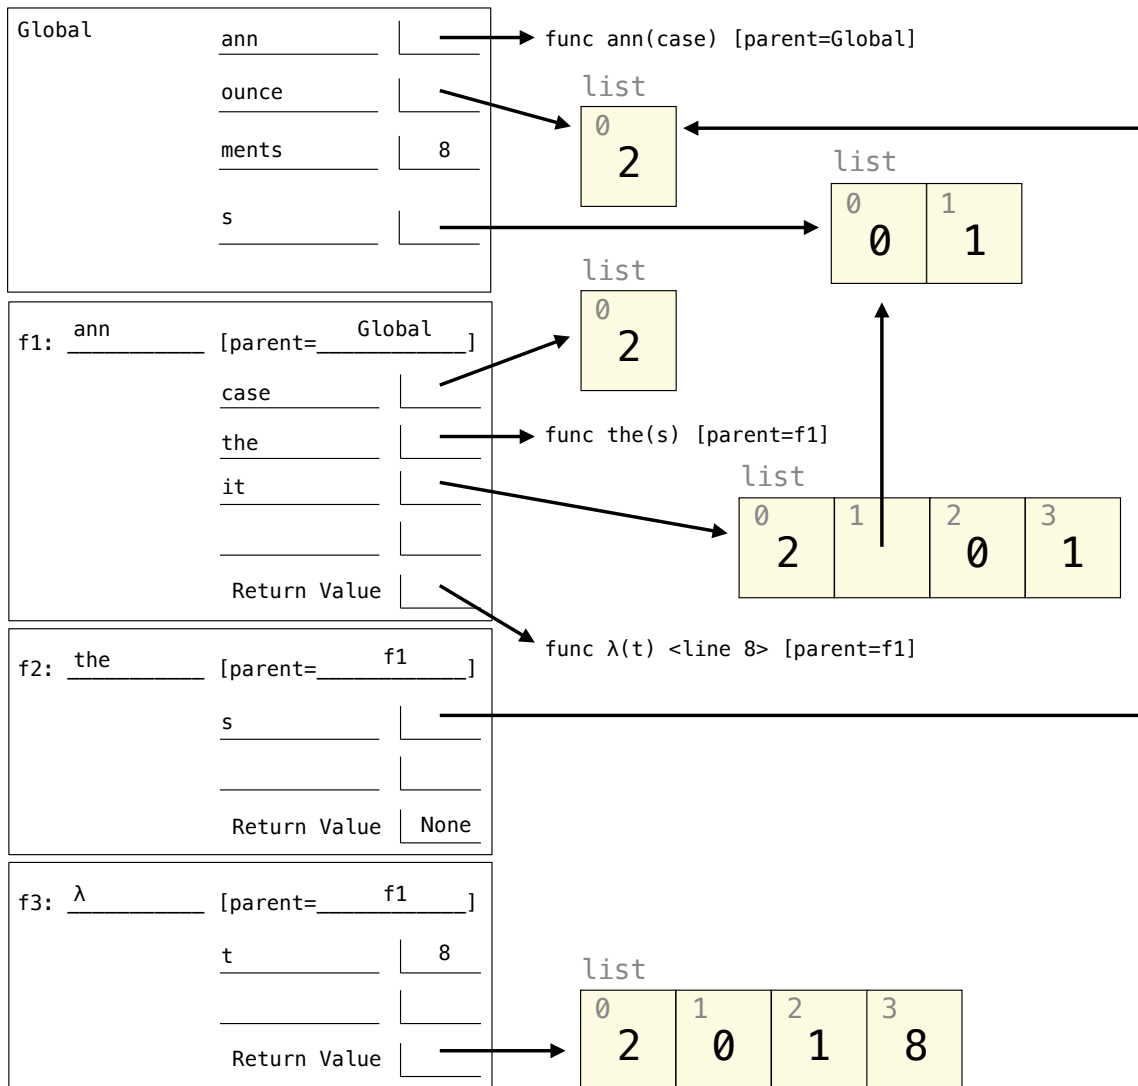 Global
ann
func ann(case) [parent=Global]
ounce
list
0
2
ments 8
list
0 1
0 1
s
list
0
2
f1: ann [parent=Global]
case
the
func the(s) [parent=f1]
it
list
0 1 2 3
2 0 1
Return Value
func λ(t) <line 8> [parent=f1]
f2: the [parent=f1]
s
Return Value None
f3: λ [parent=f1]
t 8
list
0 1 2 3
2 0 1 8
Return Value